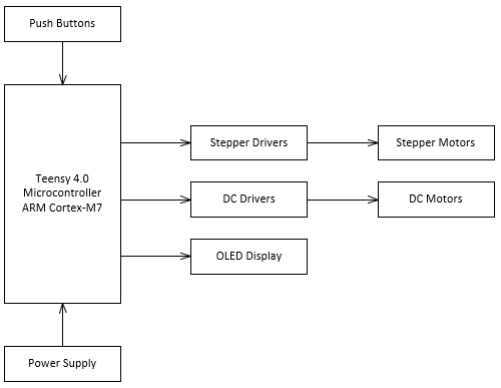 Push Buttons
Teensy 4.0
Microcontroller
ARM Cortex-M7
Stepper Drivers
Stepper Motors
DC Drivers
DC Motors
OLED Display
Power Supply